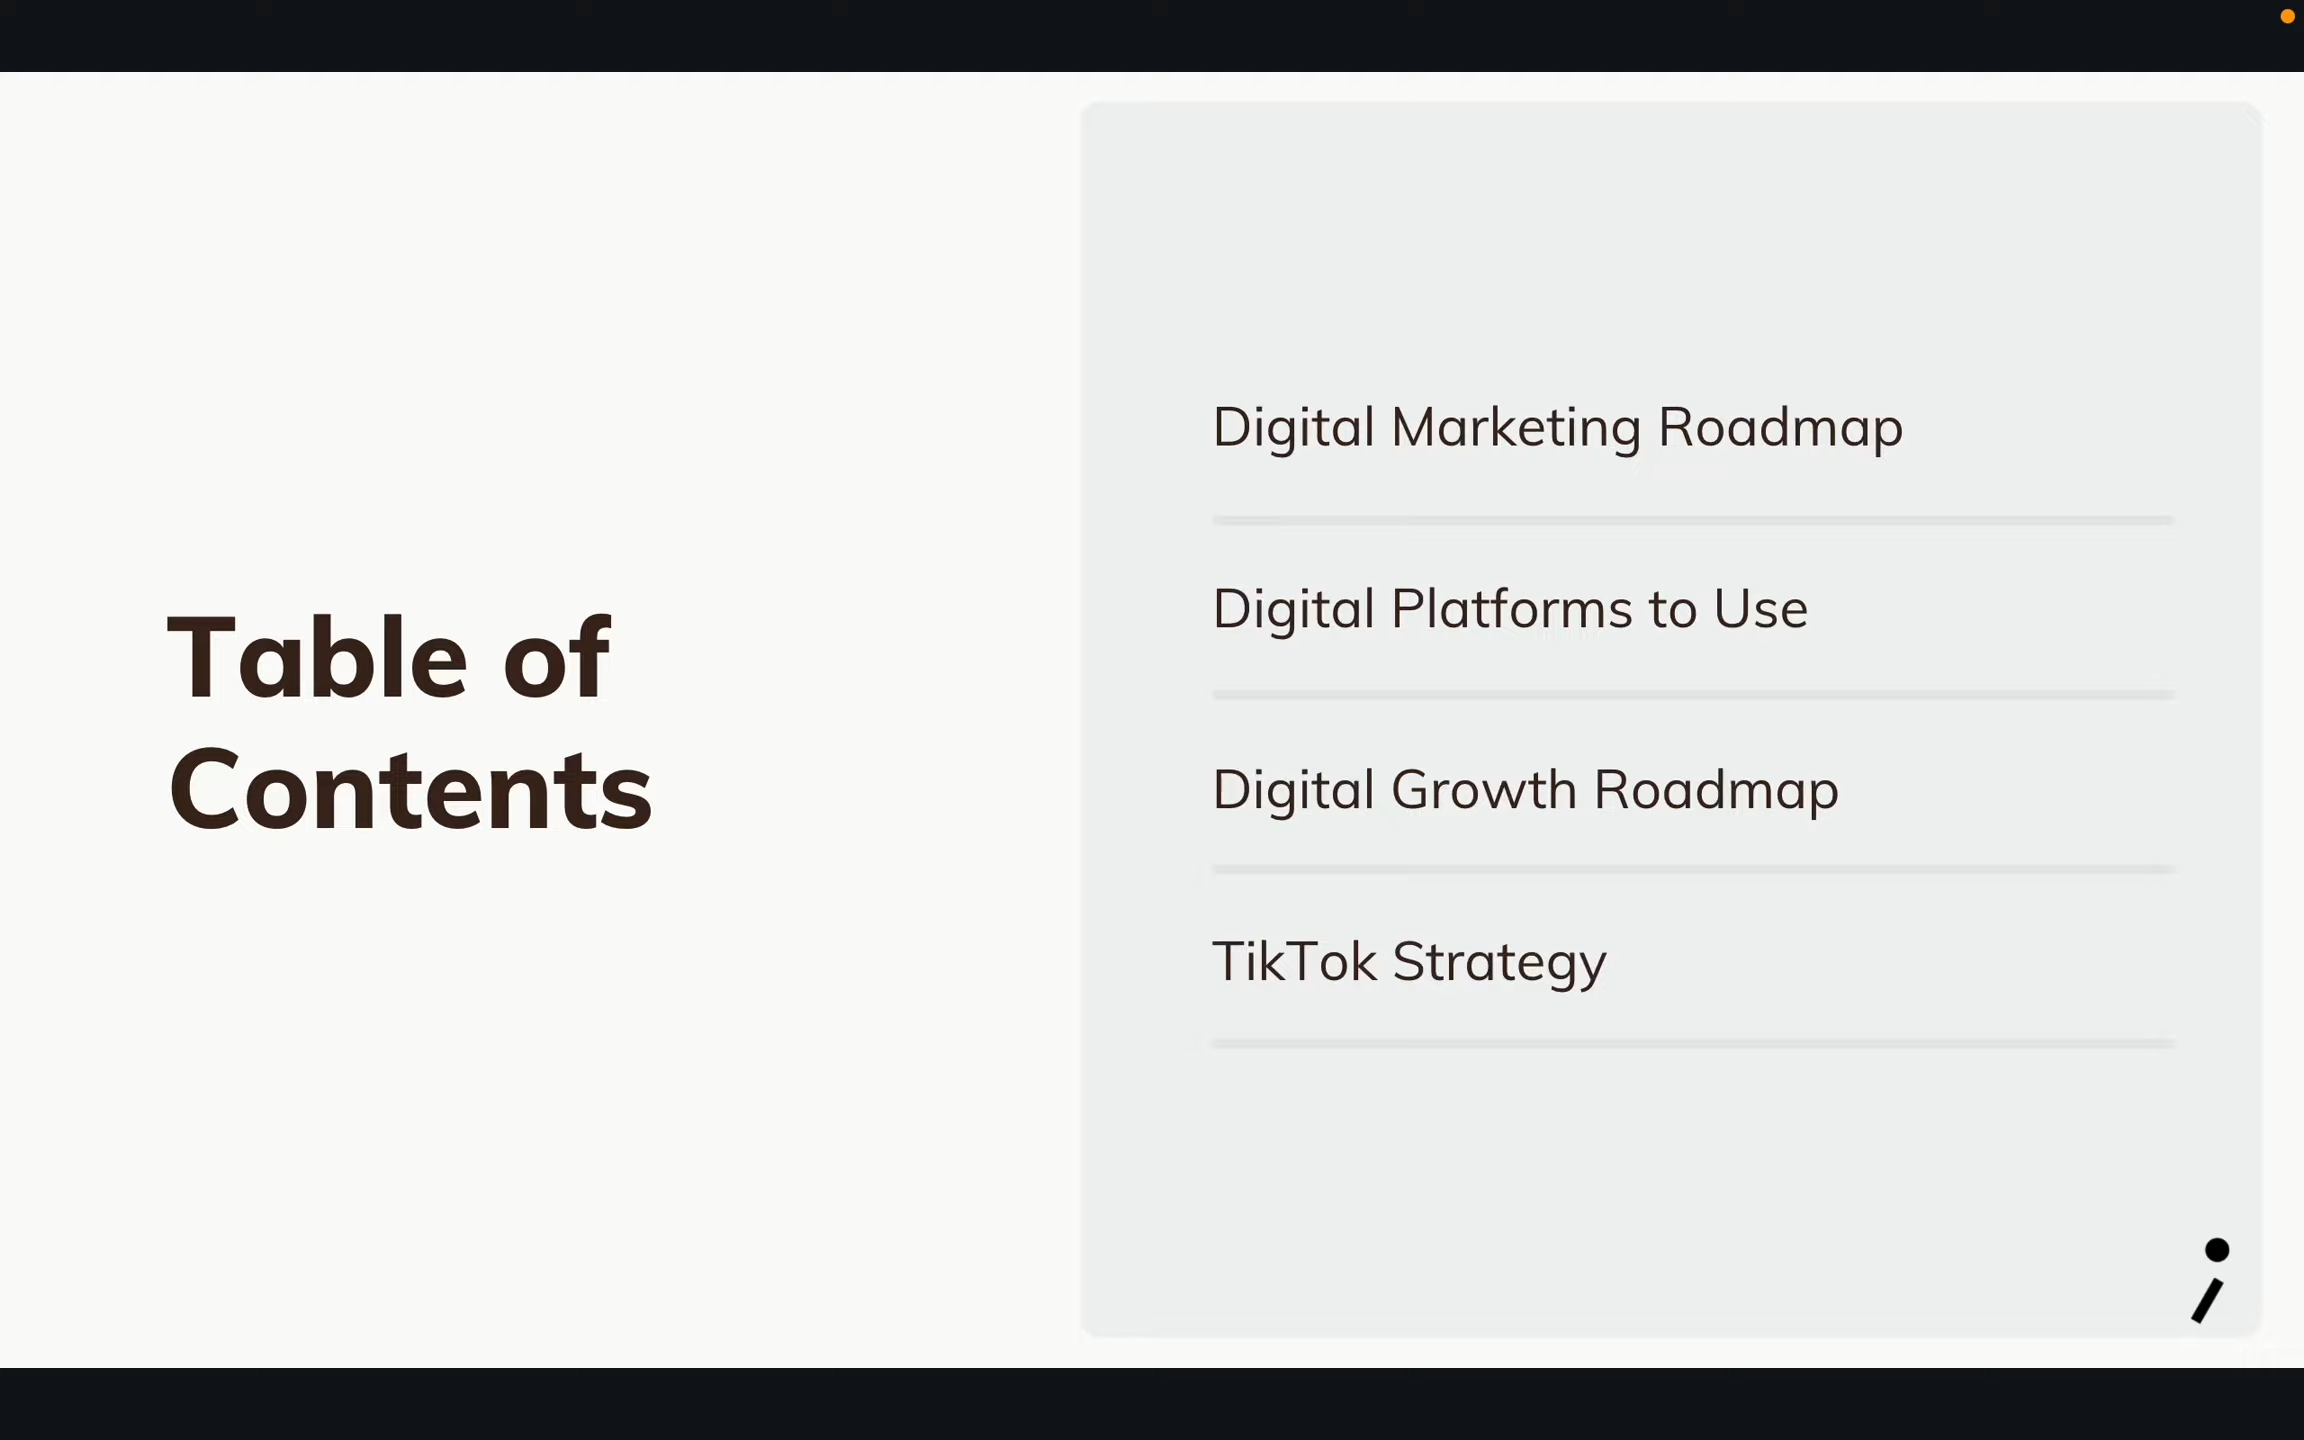 Table of
Contents
Digital Marketing Roadmap
Digital Platforms to Use
Digital Growth Roadmap
TikTok Strategy